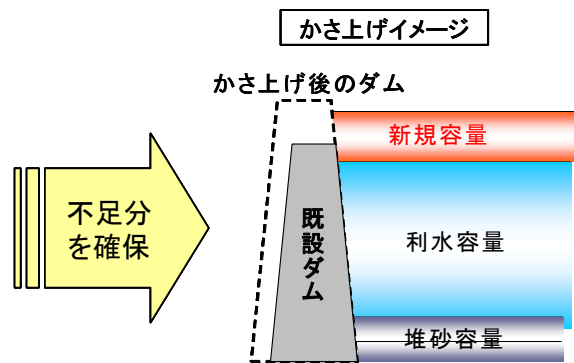 かさ上げイメージ
かさ上げ後のダム
新規容量
不足分
を確保
既設ダム
利水容量
堆砂容量